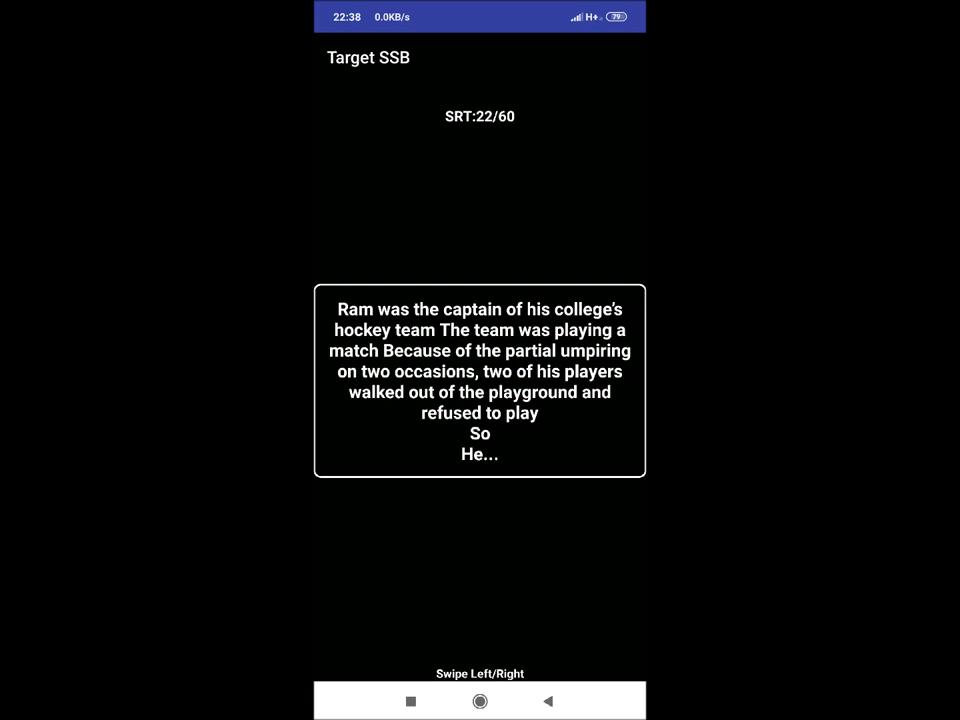 22:38 0.0KB/s H+ 79
Target SSB
SRT:22/60
Ram was the captain of his college's
hockey team The team was playing a
match Because of the partial umpiring
on two occasions, two of his players
walked out of the playground and
refused to play
So
He...
Swipe Left/Right